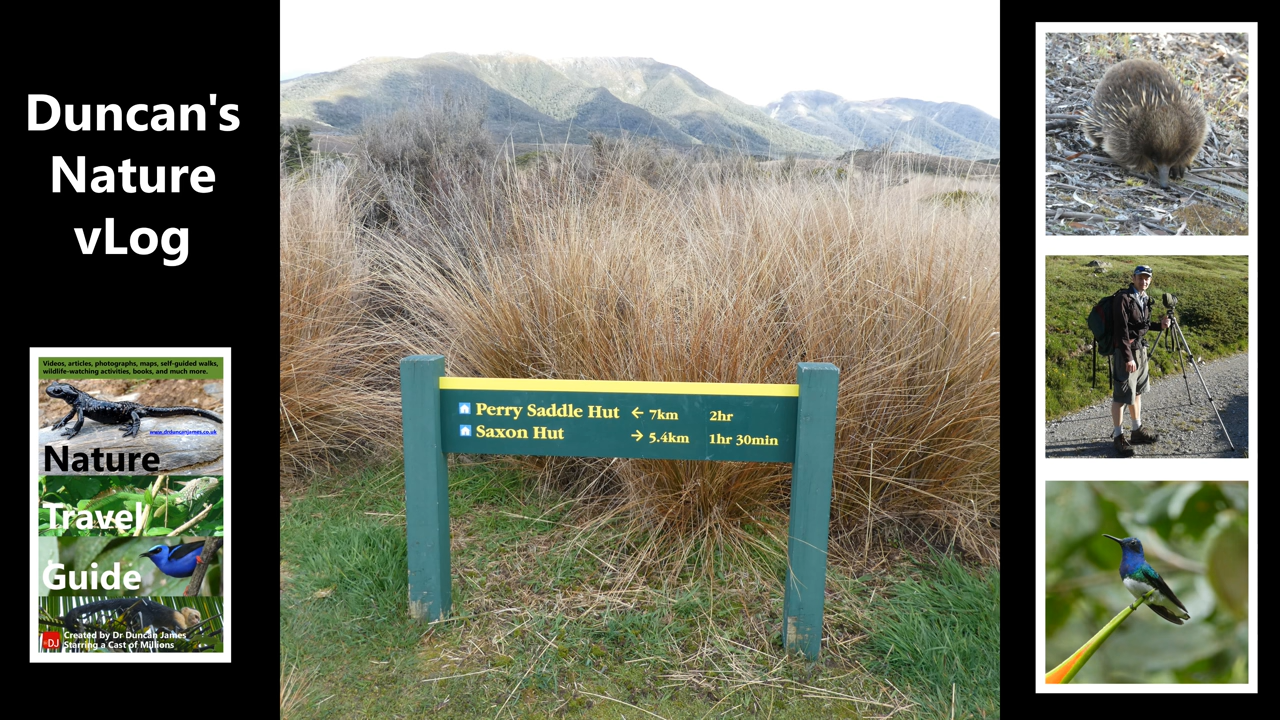 Duncan's
Nature
vLog
Videos, articles, photographs, maps, self-guided walks,
wildlife-watching activities, books, and much more.
www.drduncanjames.co.uk
Nature
Travel
Guide
DJ
Created by Dr Duncan James
Starring a Cast of Millions
Perry Saddle Hut ← 7km 2hr
Saxon Hut → 5.4km 1hr 30min